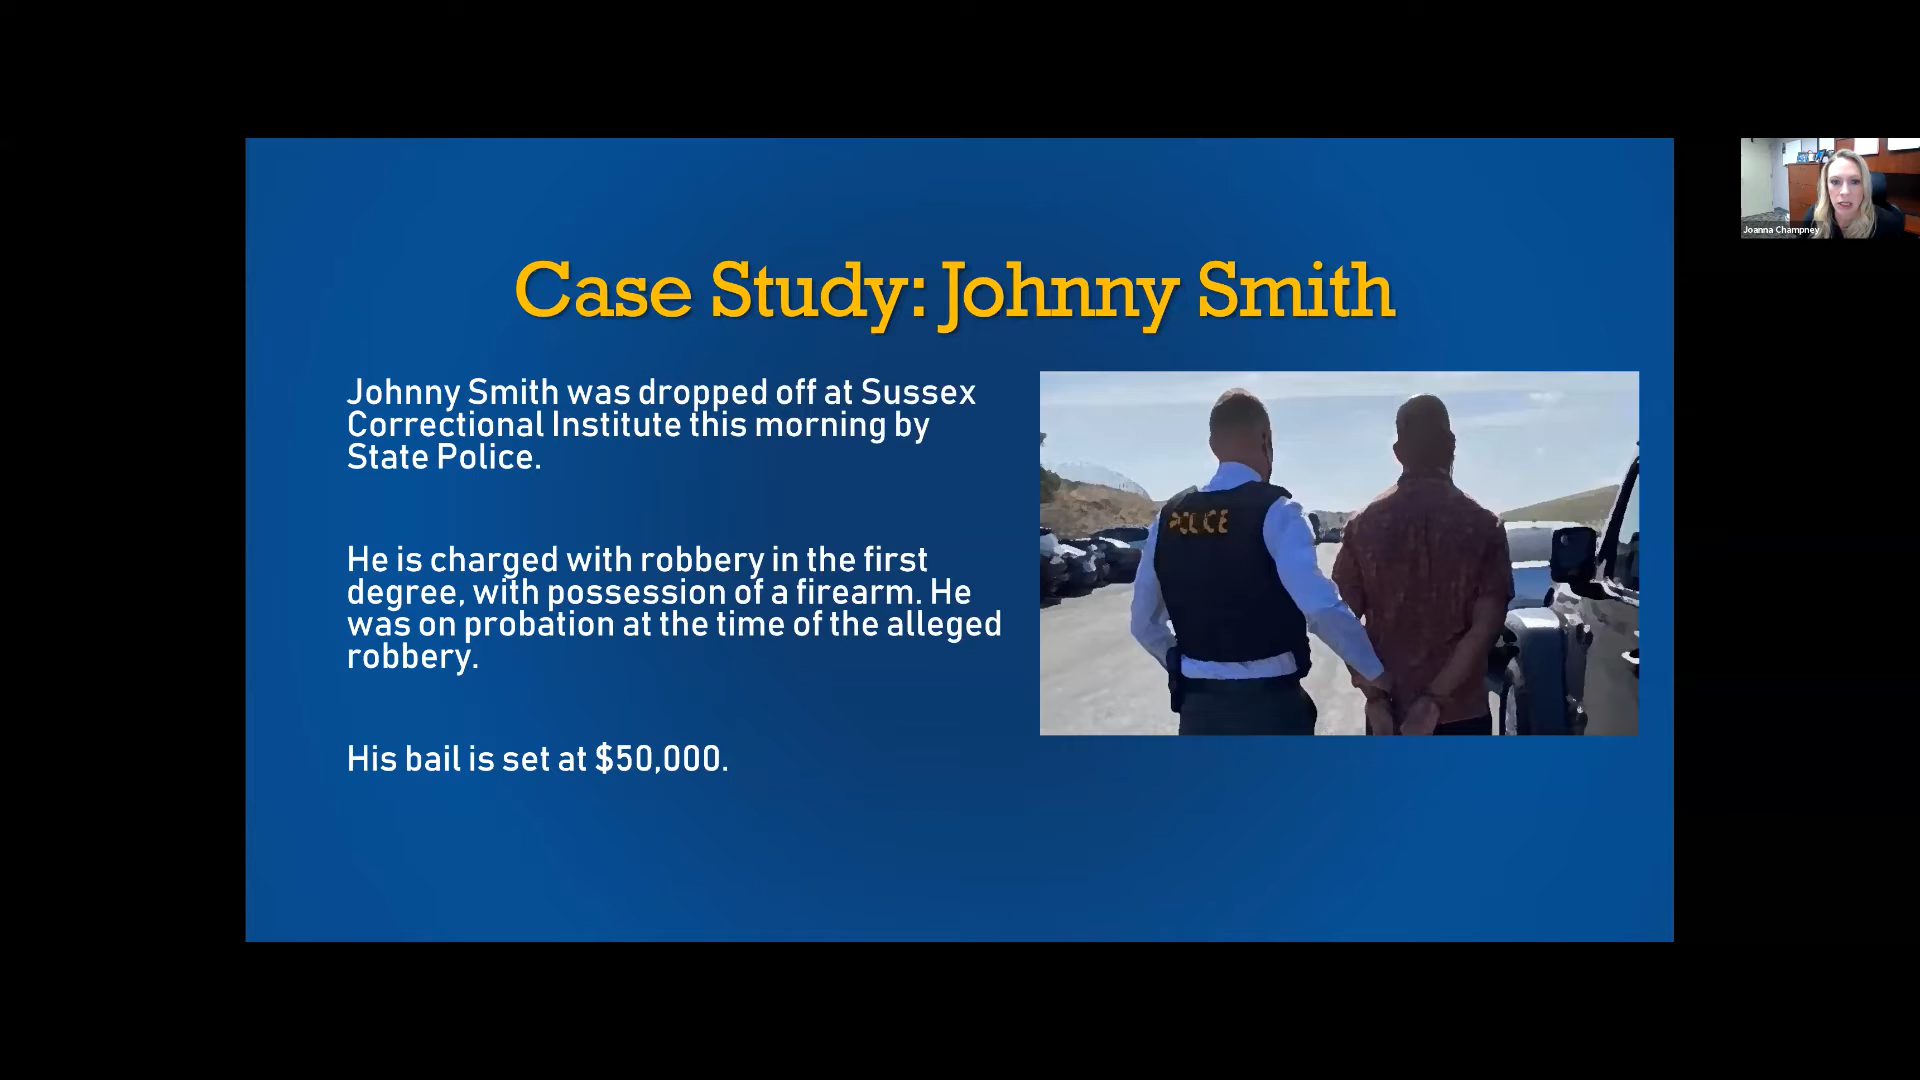 Case Study: Johnny Smith
Johnny Smith was dropped off at Sussex
Correctional Institute this morning by
State Police.
He is charged with robbery in the first
degree, with possession of a firearm. He
was on probation at the time of the alleged
robbery.
His bail is set at $50,000.
POLICE
Joanna Champney